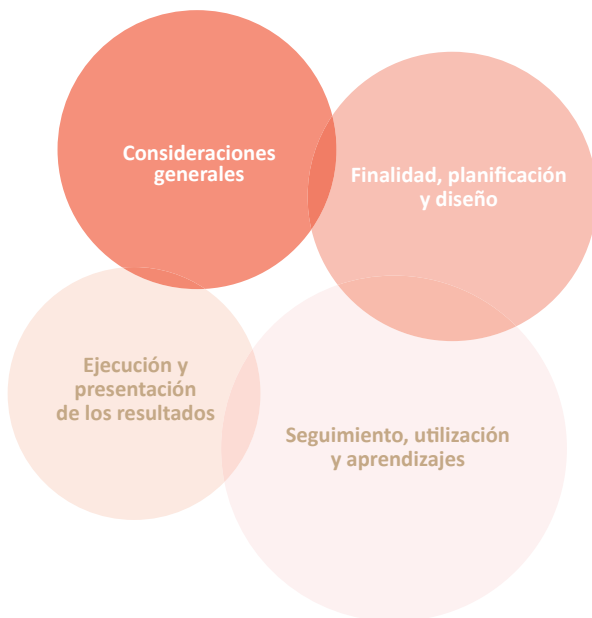 Consideraciones
generales
Finalidad, planificación
y diseño
Ejecución y
presentación
de los resultados
Seguimiento, utilización
y aprendizajes